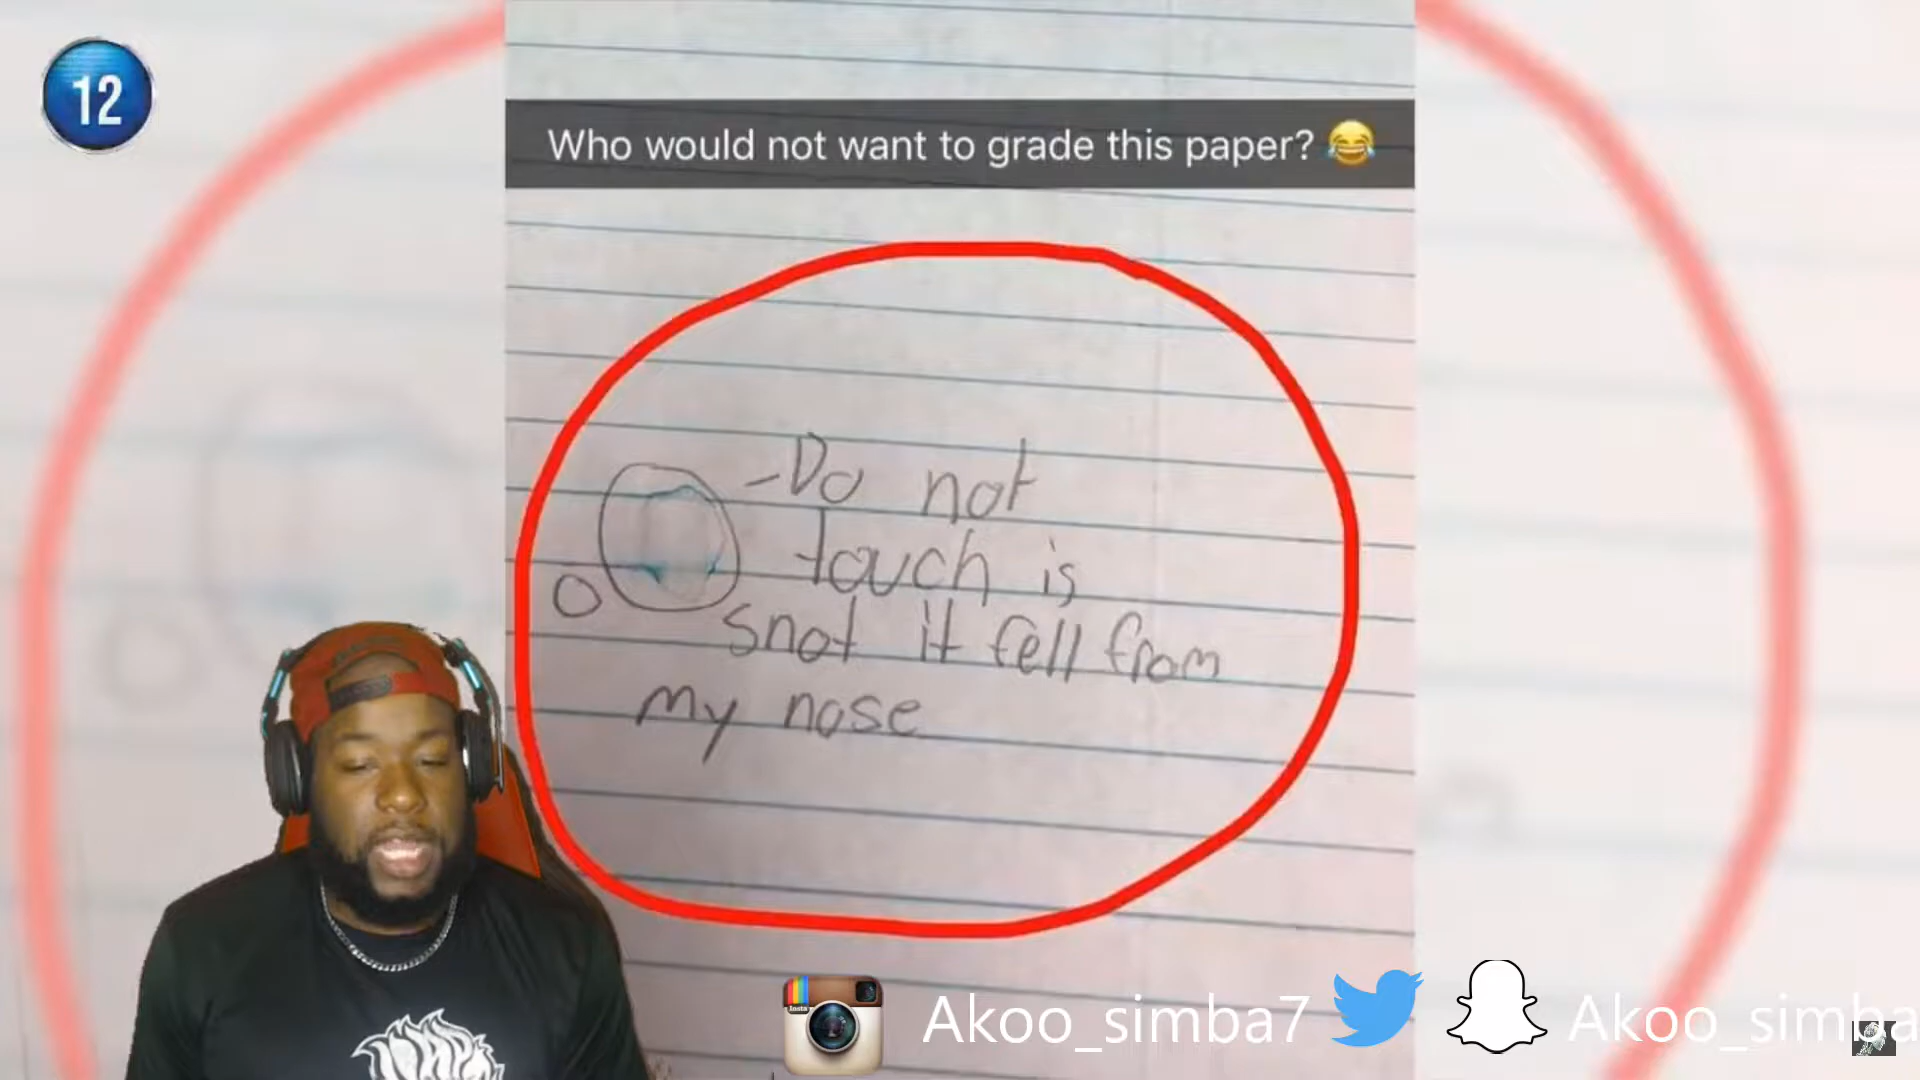 12
Who would not want to grade this paper? 😂
-Do not
touch is
snot it fell from
my nose
Insta
Akoo_simba7
Akoo_simba